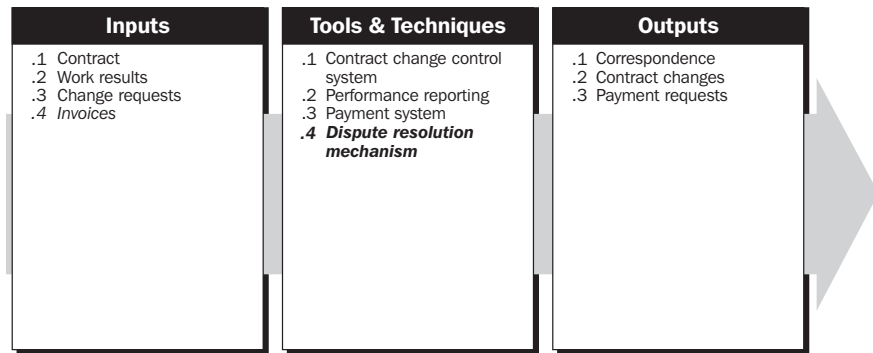 Inputs
.1 Contract
.2 Work results
.3 Change requests
.4 Invoices
Tools & Techniques
.1 Contract change control
system
.2 Performance reporting
.3 Payment system
.4 Dispute resolution
mechanism
Outputs
.1 Correspondence
.2 Contract changes
.3 Payment requests